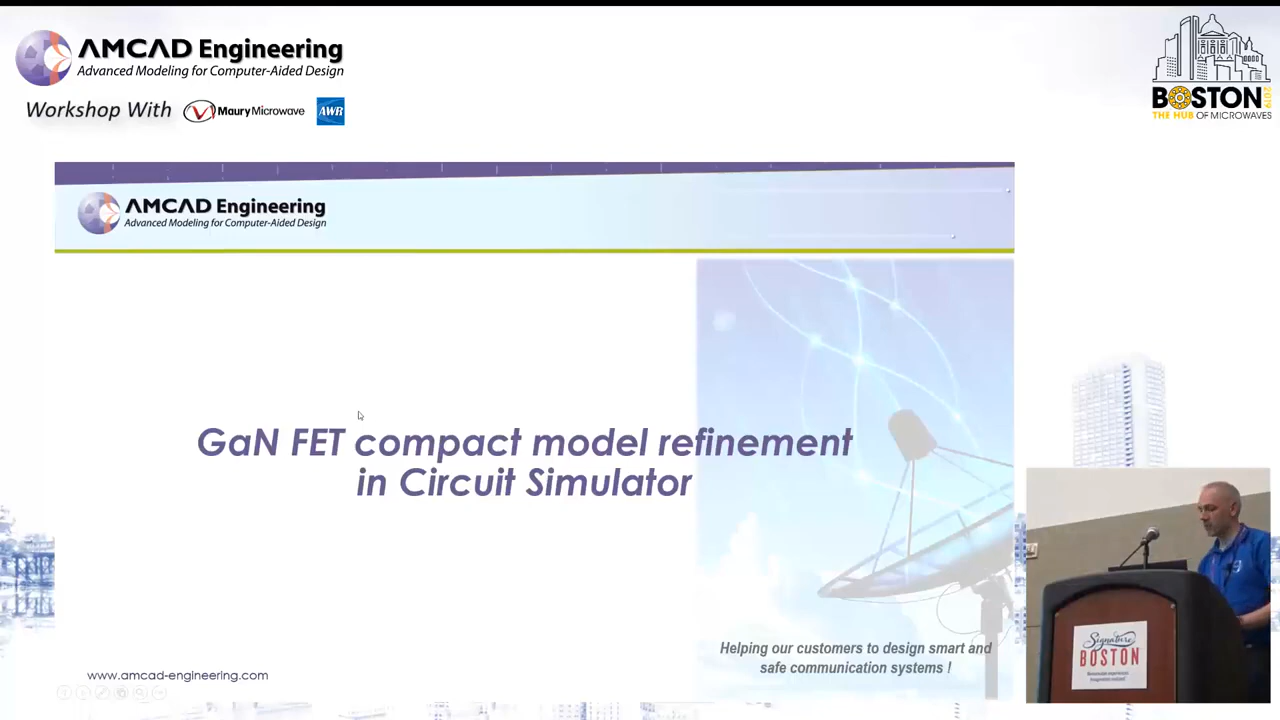 AMCAD Engineering
Advanced Modeling for Computer-Aided Design
Workshop With Maury Microwave AWR
BOSTON 2019
THE HUB OF MICROWAVES
AMCAD Engineering
Advanced Modeling for Computer-Aided Design
GaN FET compact model refinement
in Circuit Simulator
Helping our customers to design smart and
safe communication systems !
www.amcad-engineering.com
Signature
BOSTON